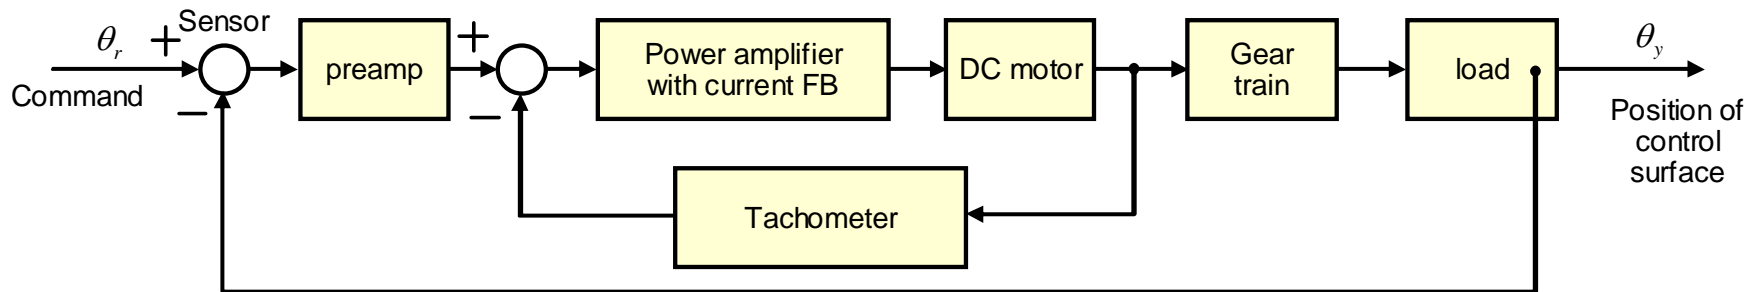 Sensor
θr
+
Command
−
preamp
+
−
Power amplifier
with current FB
DC motor
Gear
train
load
θy
Position of
control
surface
Tachometer